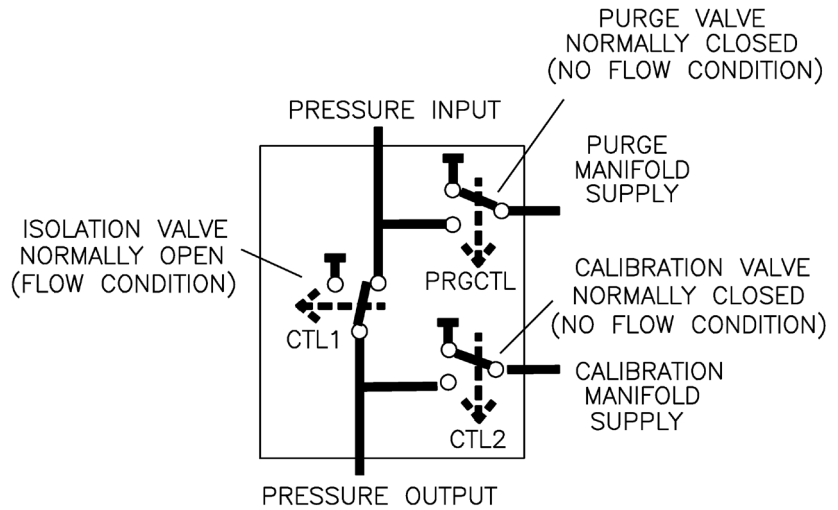 PURGE VALVE
NORMALLY CLOSED
(NO FLOW CONDITION)
PRESSURE INPUT
PURGE
MANIFOLD
SUPPLY
ISOLATION VALVE
NORMALLY OPEN
(FLOW CONDITION)
PRGCTL
CALIBRATION VALVE
NORMALLY CLOSED
(NO FLOW CONDITION)
CTL1
CALIBRATION
MANIFOLD
SUPPLY
CTL2
PRESSURE OUTPUT